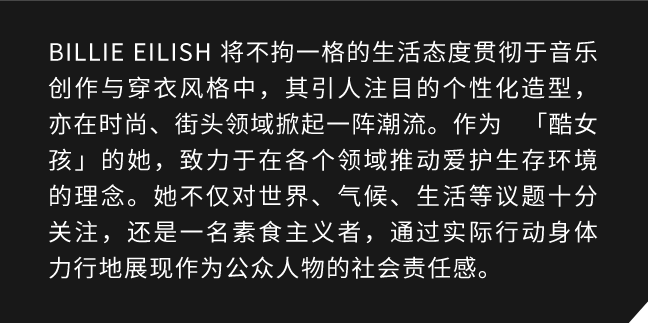 BILLIE EILISH 将不拘一格的生活态度贯彻于音乐
创作与穿衣风格中，其引人注目的个性化造型，
亦在时尚、街头领域掀起一阵潮流。作为　「酷女
孩」的她，致力于在各个领域推动爱护生存环境
的理念。她不仅对世界、气候、生活等议题十分
关注，还是一名素食主义者，通过实际行动身体
力行地展现作为公众人物的社会责任感。